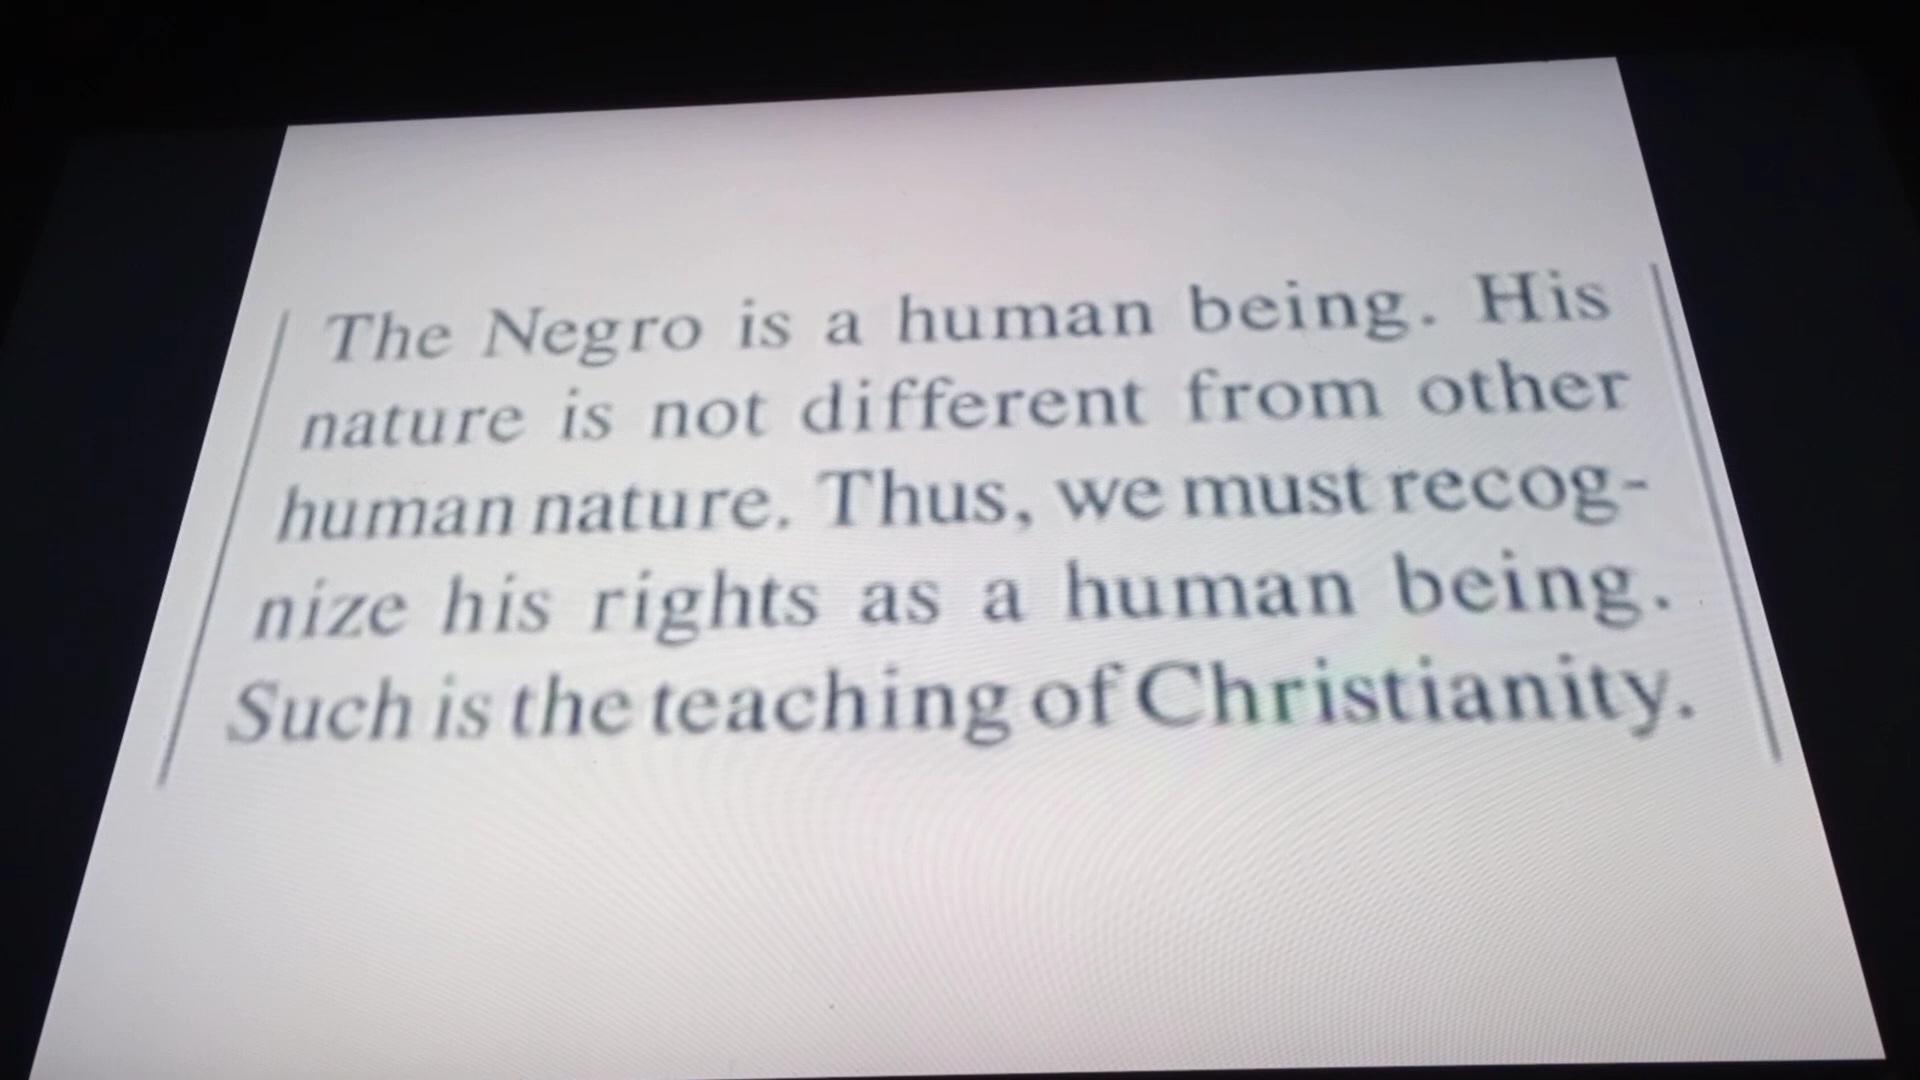 The Negro is a human being. His
nature is not different from other
human nature. Thus, we must recog-
nize his rights as a human being.
Such is the teaching of Christianity.